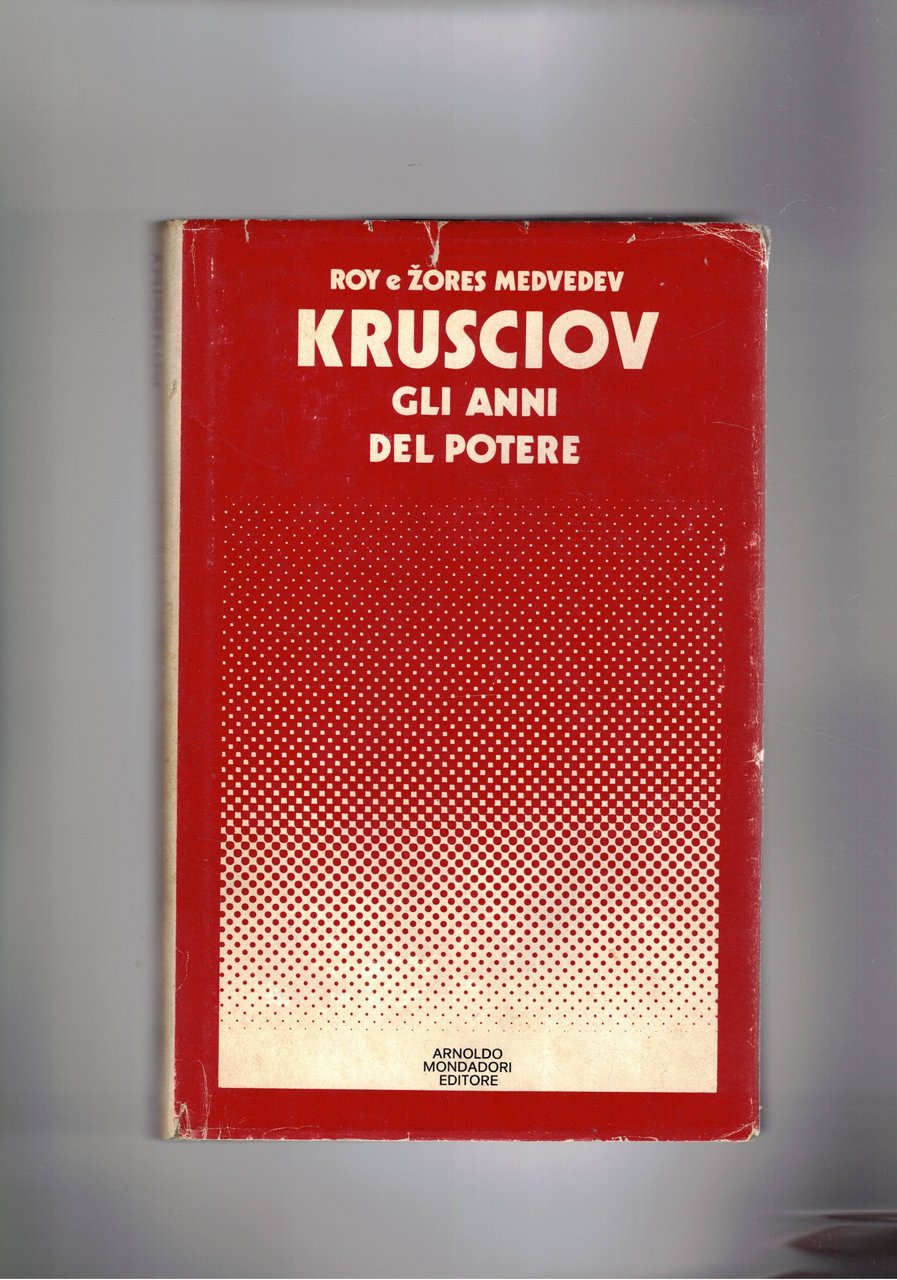 ROY e ŽORES MEDVEDEV
KRUSCIOV
GLI ANNI
DEL POTERE
ARNOLDO
MONDADORI
EDITORE